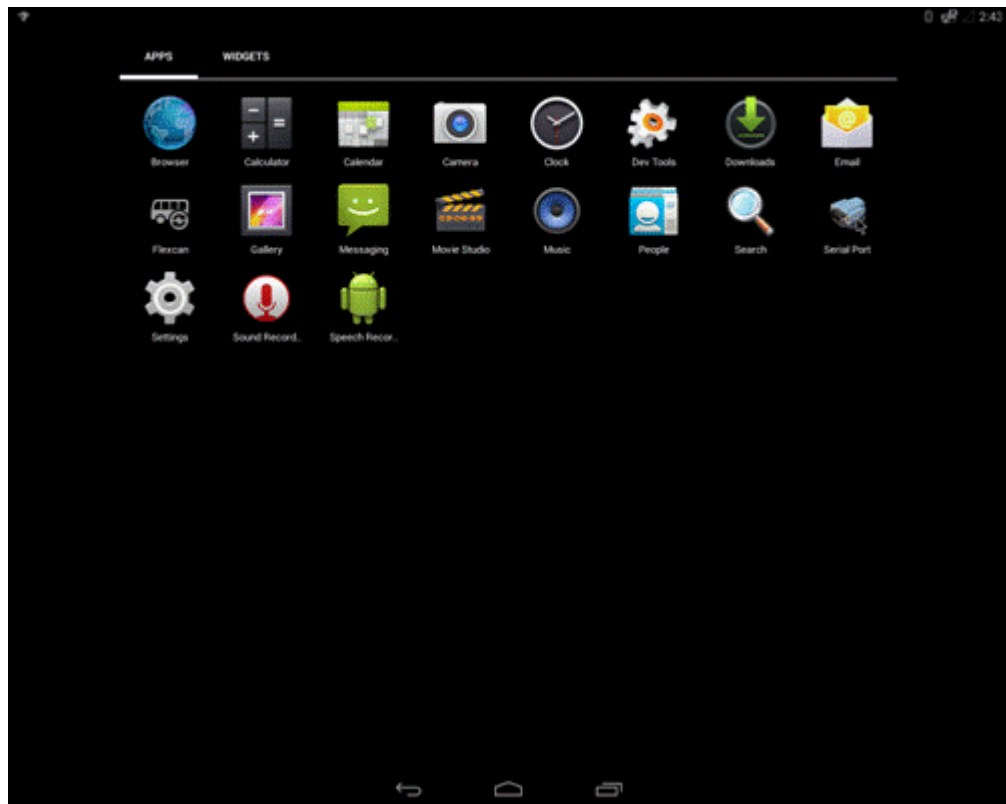 2:43
APPS WIDGETS
Browser Calculator Calendar Camera Clock Dev Tools Downloads Email
Flexcan Gallery Messaging Movie Studio Music People Search Serial Port
Settings Sound Record.. Speech Recor..